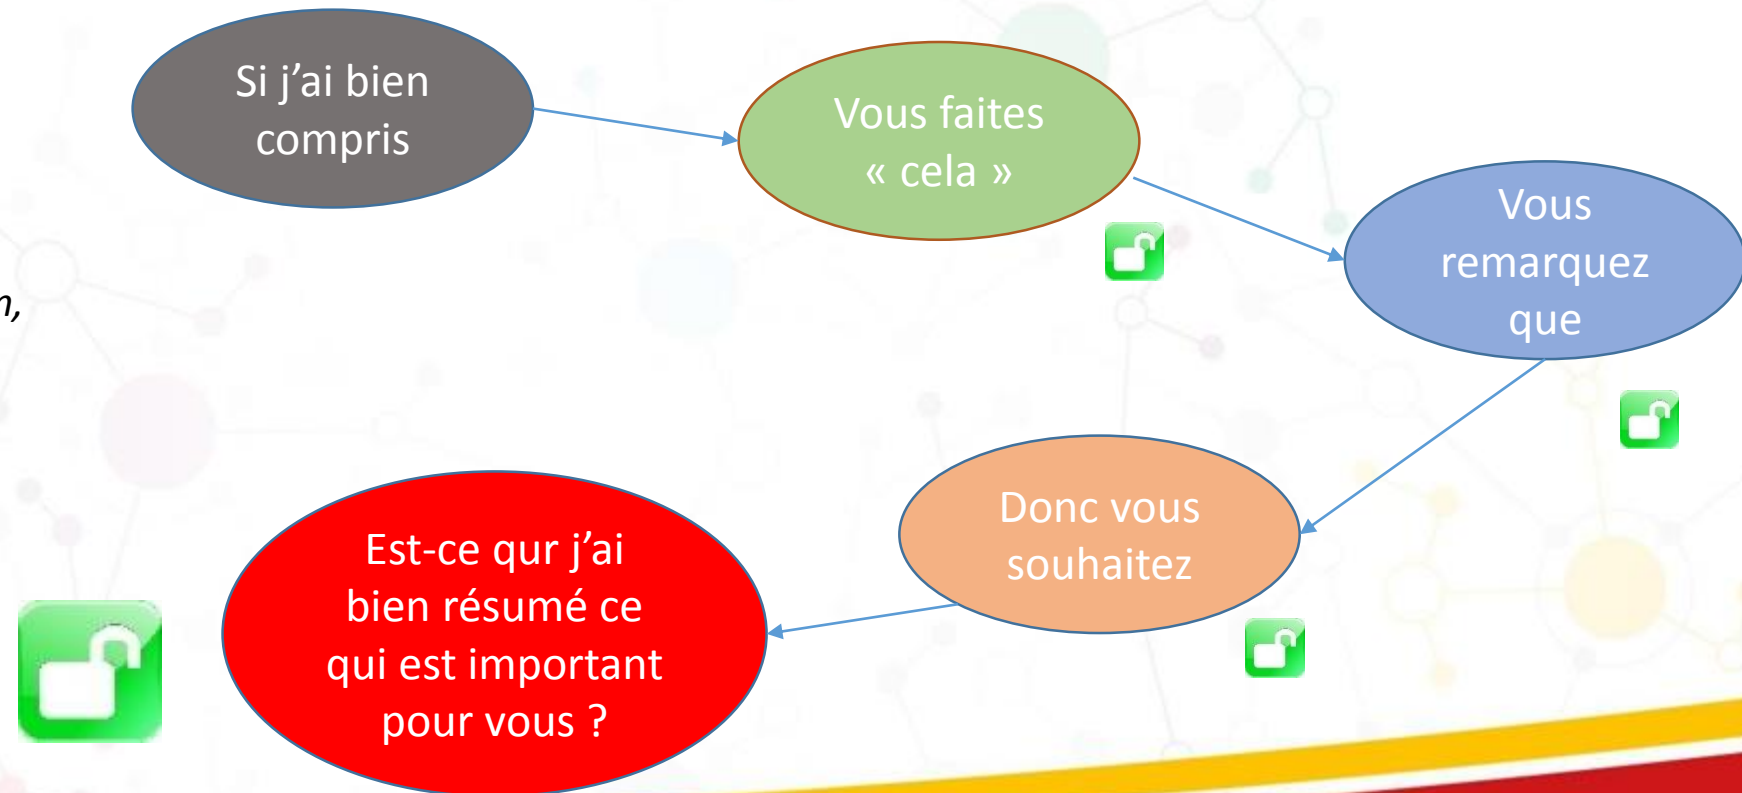 Si j’ai bien
compris
Vous faites
« cela »
Vous
remarquez
que
Donc vous
souhaitez
Est-ce qur j’ai
bien résumé ce
qui est important
pour vous ?